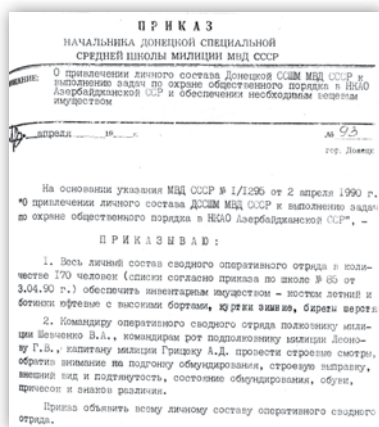 ПРИКАЗ
НАЧАЛЬНИКА ДОНЕЦКОЙ СПЕЦИАЛЬНОЙ
СРЕДНЕЙ ШКОЛЫ МИЛИЦИИ МВД СССР
О привлечении личного состава Донецкой ССШМ МВД СССР к
выполнению задач по охране общественного порядка в НКАО
Азербайджанской ССР и обеспечения необходимым вещевым
имуществом
апреля 19 г. № 93
гор. Донецк
На основании указания МВД СССР № 1/1295 от 2 апреля 1990 г.
"О привлечении личного состава ДССШМ МВД СССР к выполнению задач
по охране общественного порядка в НКАО Азербайджанской ССР", -
ПРИКАЗЫВАЮ:
1. Весь личный состав сводного оперативного отряда в коли-
честве 170 человек (списки согласно приказа по школе № 85 от
3.04.90 г.) обеспечить инвентарным имуществом - костюм летний и
ботинки юфтевые с высокими бортами, куртки зимние, береты шерстя
2. Командиру оперативного сводного отряда полковнику мили-
ции Шевченко В.А., командирам рот подполковнику милиции Леоно-
ву Г.В., капитану милиции Грицюку А.Д. провести строевые смотры,
обратив внимание на подгонку обмундирования, строевую выправку,
внешний вид и подтянутость, состояние обмундирования, обуви,
причесок и знаков различия.
Приказ объявить всему личному составу оперативного сводного
отряда.